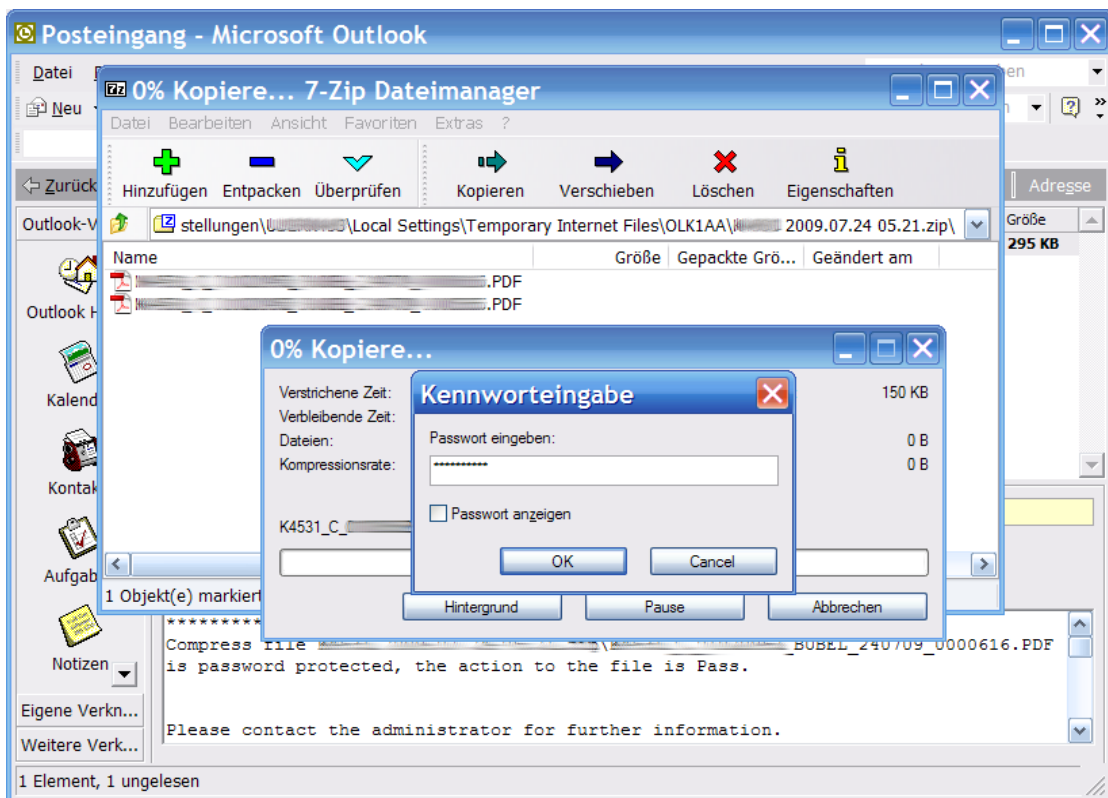 Posteingang - Microsoft Outlook
Datei
en
Neu
0% Kopiere... 7-Zip Dateimanager
Datei Bearbeiten Ansicht Favoriten Extras ?
Zurück
Hinzufügen Entpacken Überprüfen Kopieren Verschieben Löschen Eigenschaften
Adresse
Outlook-V
stellungen\ \Local Settings\Temporary Internet Files\OLK1AA\ 2009.07.24 05.21.zip\
Größe
295 KB
Name Größe Gepackte Grö... Geändert am
.PDF
.PDF
Outlook H
Kalend
Kontak
Aufgab
Notizen
Eigene Verkn...
Weitere Verk...
0% Kopiere...
Verstrichene Zeit: 150 KB
Verbleibende Zeit:
Dateien: 0 B
Kompressionsrate: 0 B
K4531_C_
Kennworteingabe
Passwort eingeben:
**********
Passwort anzeigen
OK Cancel
Hintergrund Pause Abbrechen
1 Objekt(e) markiert
*********
Compress file \ _BUBEL_240709_0000616.PDF
is password protected, the action to the file is Pass.
Please contact the administrator for further information.
1 Element, 1 ungelesen